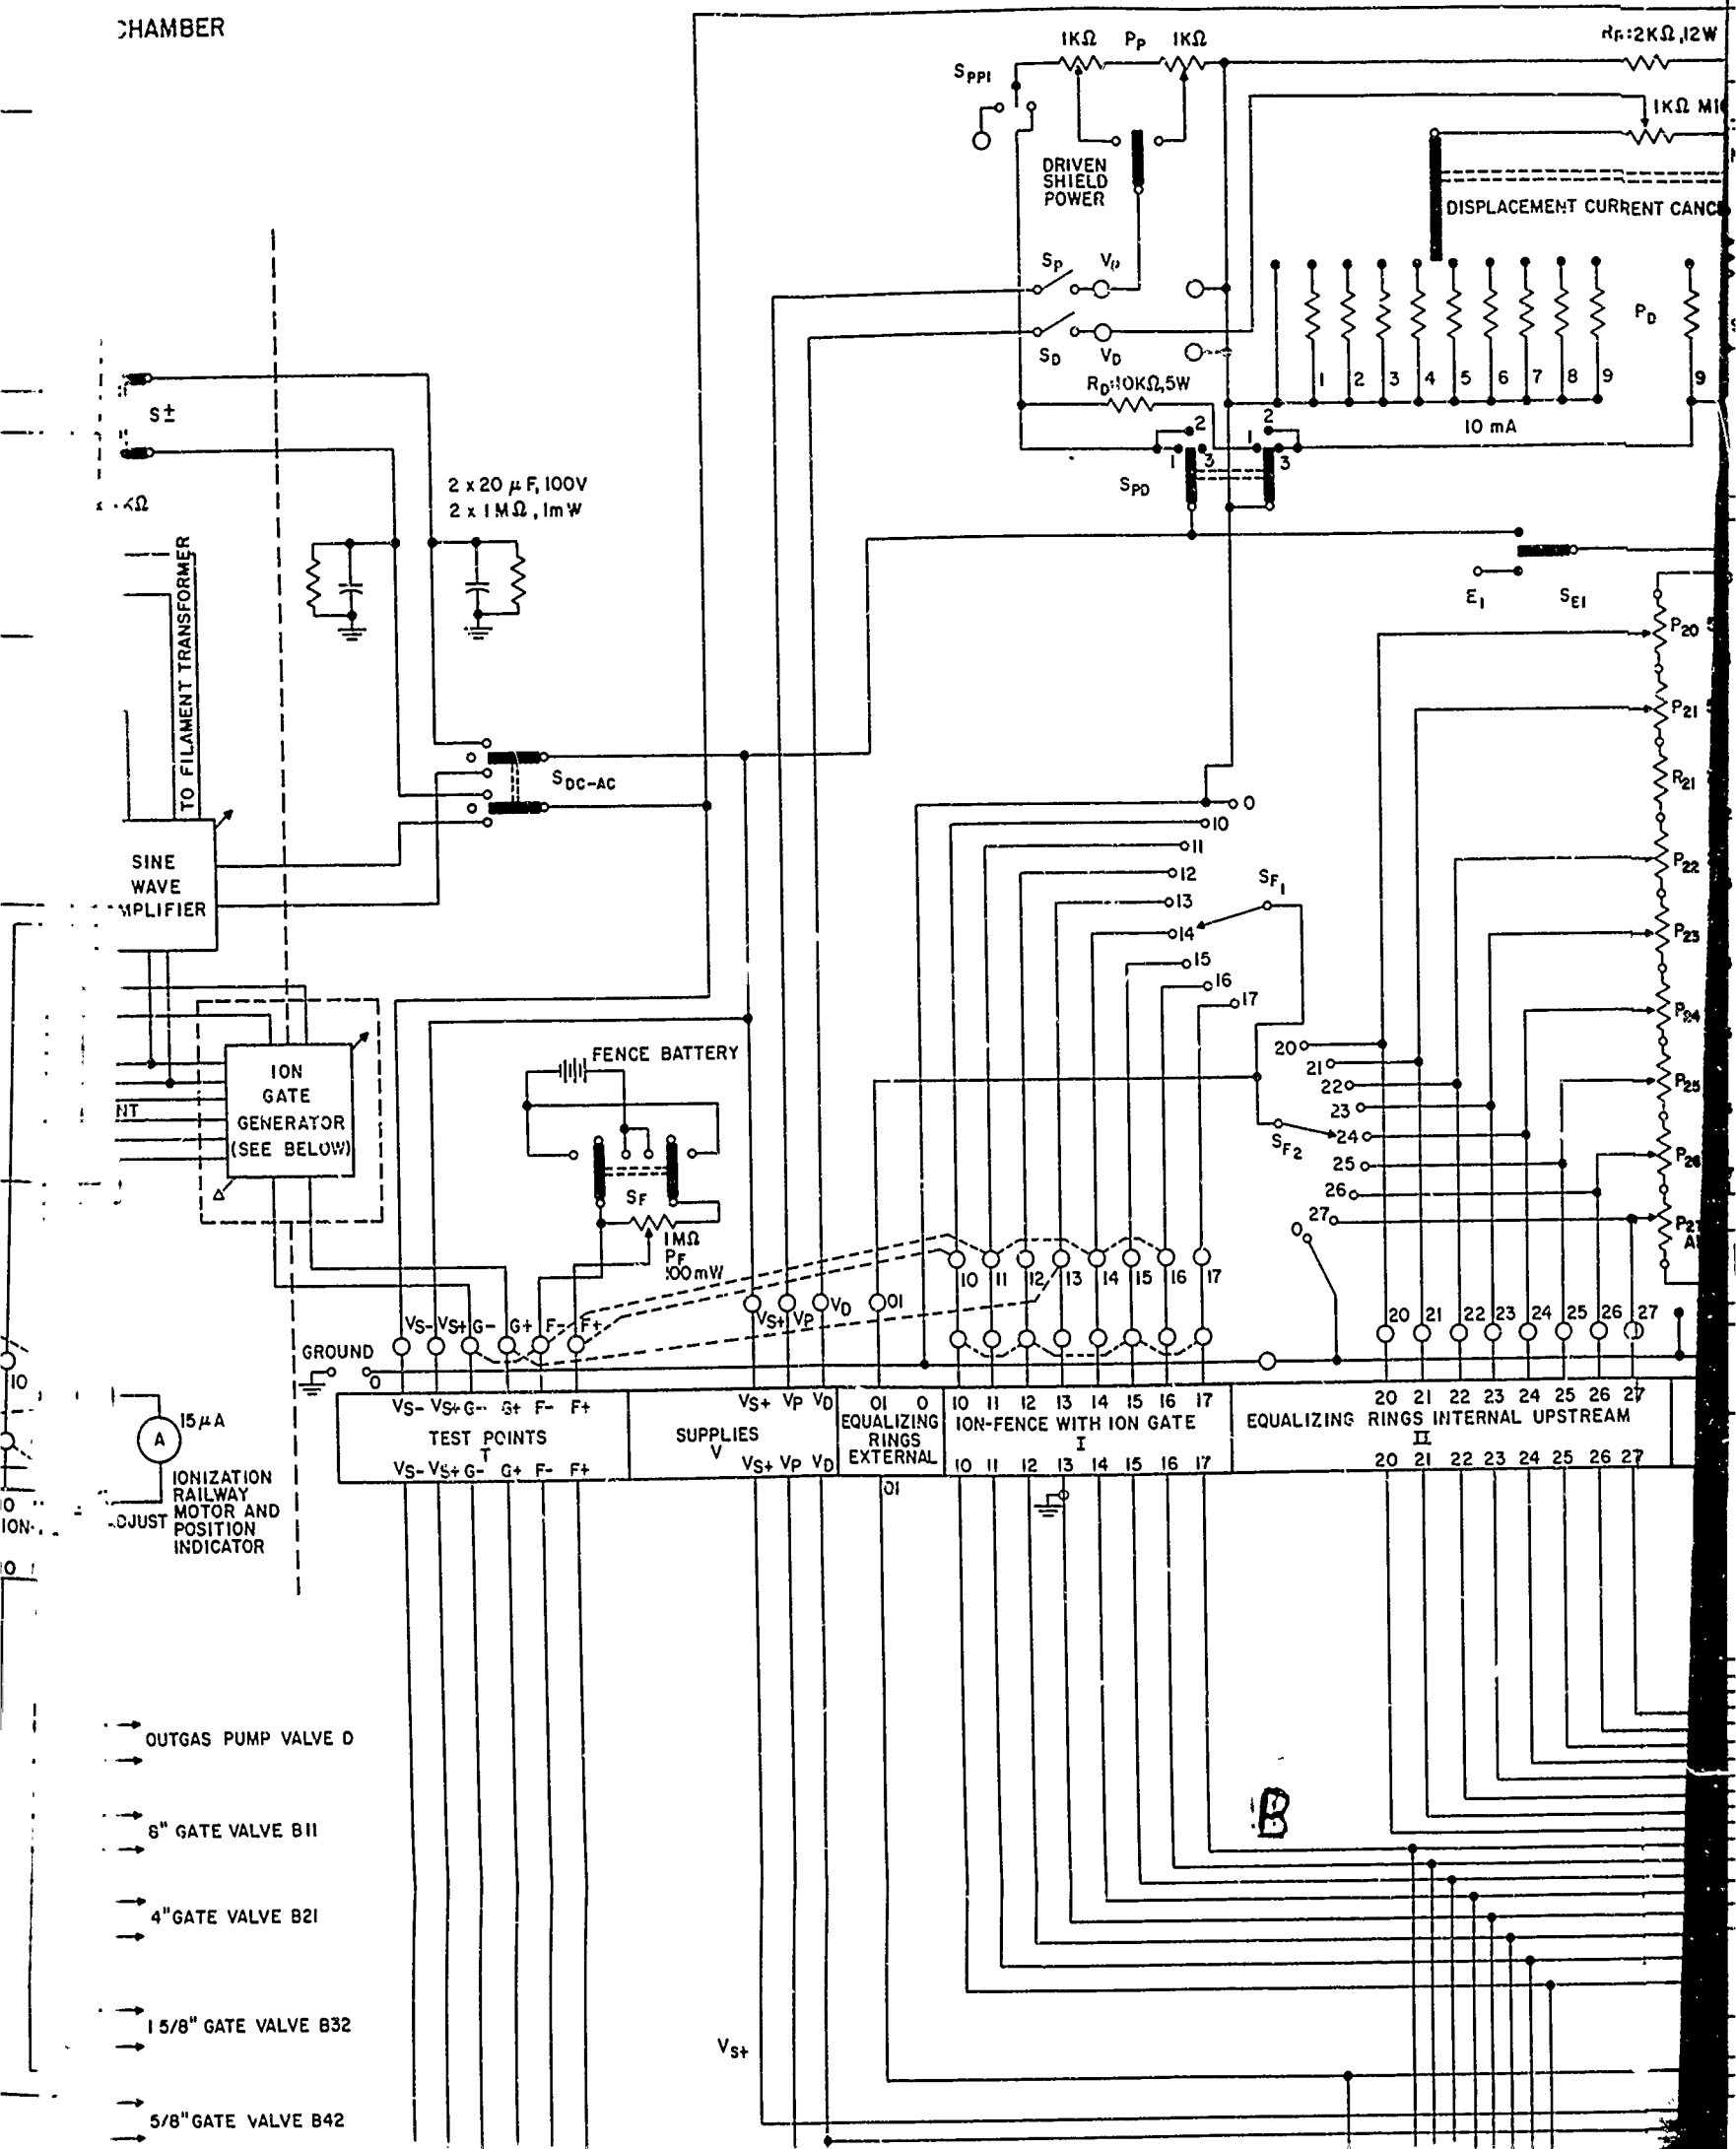 CHAMBER
1KΩ PP 1KΩ
RF:2KΩ,12W
SPP1
1KΩ
DRIVEN
SHIELD
POWER
DISPLACEMENT CURRENT
SP VP
SD VD
PD
RD:10KΩ,5W
1 2 3 4 5 6 7 8 9 9
10 mA
2 2
1 3 1 3
SPD
S±
2 x 20 μF, 100V
2 x 1MΩ, 1mW
E1 SE1
TO FILAMENT TRANSFORMER
P20
P21
R21
P22
P23
P24
P25
P26
P27
SDC-AC
0
10
11
12
13
14
15
16
17
SF1
SINE
WAVE
ION
GATE
GENERATOR
(SEE BELOW)
FENCE BATTERY
SF
1MΩ
PF
20
21
22
23
24
25
26
27
0
SF2
10 11 12 13 14 15 16 17
VS+ VP VD 01
VS- VS+ G- G+ F- F+
20 21 22 23 24 25 26 27
GROUND
0
VS- VS+ G- G+ F- F+
TEST POINTS
T
VS- VS+ G- G+ F- F+
VS+ VP VD
SUPPLIES
V
VS+ VP VD
01 0
EQUALIZING
RINGS
EXTERNAL
01
10 11 12 13 14 15 16 17
ION-FENCE WITH ION GATE
I
10 11 12 13 14 15 16 17
20 21 22 23 24 25 26 27
EQUALIZING RINGS INTERNAL UPSTREAM
II
20 21 22 23 24 25 26 27
10
15 μA
A
IONIZATION
RAILWAY
MOTOR AND
POSITION
INDICATOR
OUTGAS PUMP VALVE D
8" GATE VALVE B11
B
4" GATE VALVE B21
1 5/8" GATE VALVE B32
VS+
5/8" GATE VALVE B42